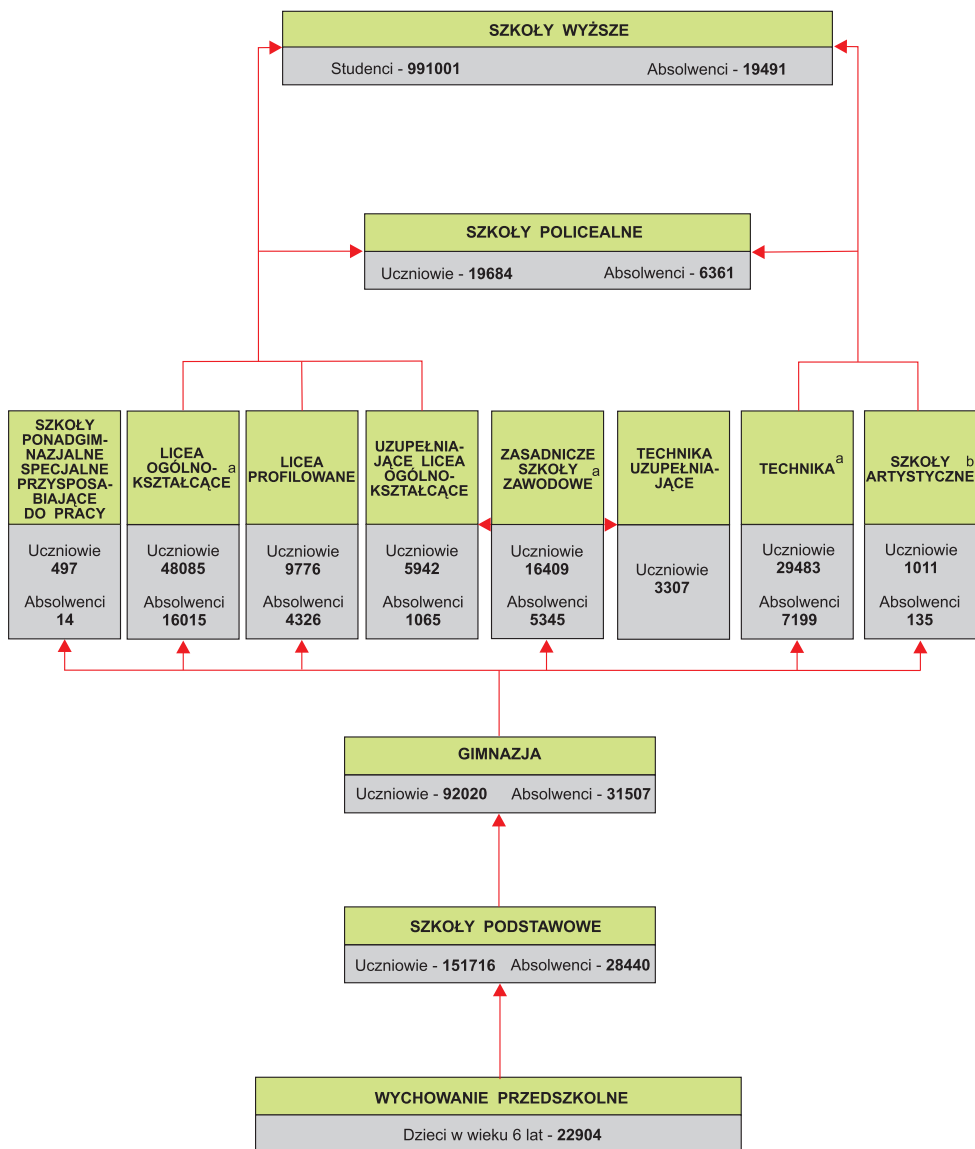 SZKOŁY WYŻSZE
Studenci - 991001 Absolwenci - 19491
SZKOŁY POLICEALNE
Uczniowie - 19684 Absolwenci - 6361
SZKOŁY
PONADGIM-
NAZJALNE
SPECJALNE
PRZYSPOSA-
BIAJĄCE
DO PRACY
Uczniowie
497
Absolwenci
14
LICEA
OGÓLNO-
KSZTAŁCĄCE a
Uczniowie
48085
Absolwenci
16015
LICEA
PROFILOWANE
Uczniowie
9776
Absolwenci
4326
UZUPEŁNIA-
JĄCE LICEA
OGÓLNO-
KSZTAŁCĄCE
Uczniowie
5942
Absolwenci
1065
ZASADNICZE
SZKOŁY
ZAWODOWE a
Uczniowie
16409
Absolwenci
5345
TECHNIKA
UZUPEŁNIA-
JĄCE
Uczniowie
3307
TECHNIKA a
Uczniowie
29483
Absolwenci
7199
SZKOŁY
ARTYSTYCZNE b
Uczniowie
1011
Absolwenci
135
GIMNAZJA
Uczniowie - 92020 Absolwenci - 31507
SZKOŁY PODSTAWOWE
Uczniowie - 151716 Absolwenci - 28440
WYCHOWANIE PRZEDSZKOLNE
Dzieci w wieku 6 lat - 22904